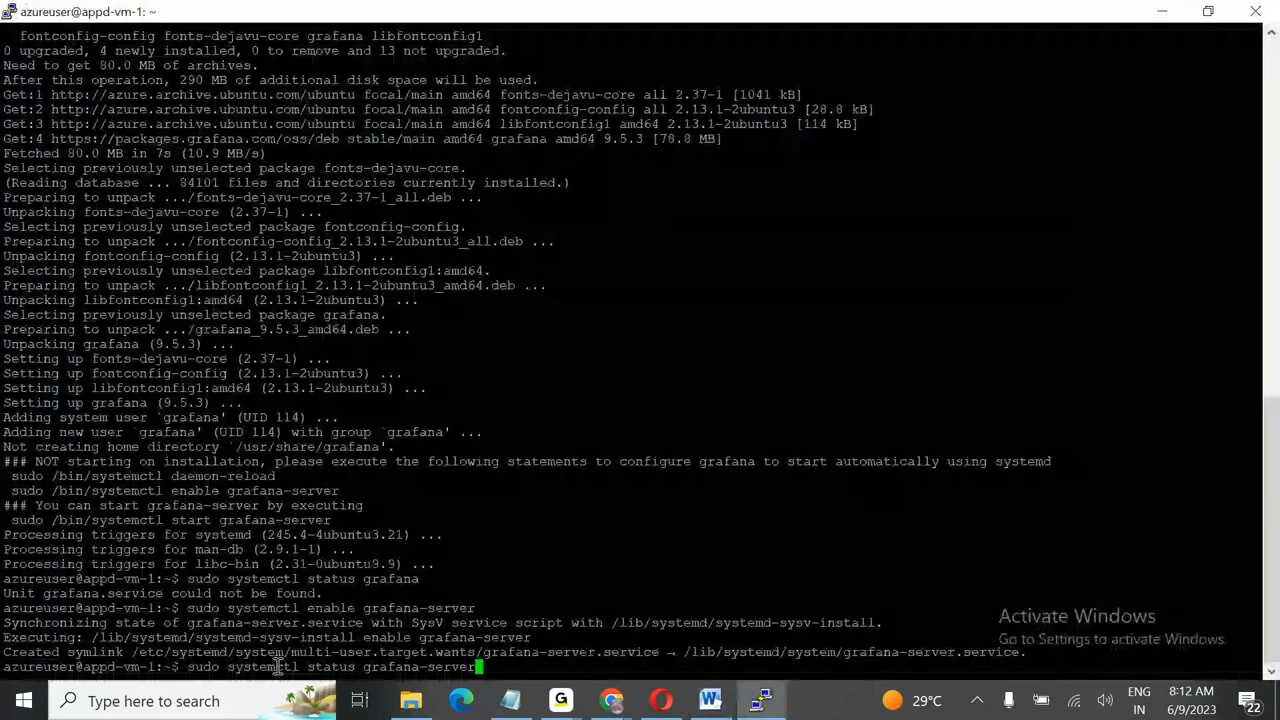 azureuser@appd-vm-1: ~
fontconfig-config fonts-dejavu-core grafana libfontconfig1
0 upgraded, 4 newly installed, 0 to remove and 13 not upgraded.
Need to get 80.0 MB of archives.
After this operation, 290 MB of additional disk space will be used.
Get:1 http://azure.archive.ubuntu.com/ubuntu focal/main amd64 fonts-dejavu-core all 2.37-1 [1041 kB]
Get:2 http://azure.archive.ubuntu.com/ubuntu focal/main amd64 fontconfig-config all 2.13.1-2ubuntu3 [28.8 kB]
Get:3 http://azure.archive.ubuntu.com/ubuntu focal/main amd64 libfontconfig1 amd64 2.13.1-2ubuntu3 [114 kB]
Get:4 https://packages.grafana.com/oss/deb stable/main amd64 grafana amd64 9.5.3 [78.8 MB]
Fetched 80.0 MB in 7s (10.9 MB/s)
Selecting previously unselected package fonts-dejavu-core.
(Reading database ... 84101 files and directories currently installed.)
Preparing to unpack .../fonts-dejavu-core_2.37-1_all.deb ...
Unpacking fonts-dejavu-core (2.37-1) ...
Selecting previously unselected package fontconfig-config.
Preparing to unpack .../fontconfig-config_2.13.1-2ubuntu3_all.deb ...
Unpacking fontconfig-config (2.13.1-2ubuntu3) ...
Selecting previously unselected package libfontconfig1:amd64.
Preparing to unpack .../libfontconfig1_2.13.1-2ubuntu3_amd64.deb ...
Unpacking libfontconfig1:amd64 (2.13.1-2ubuntu3) ...
Selecting previously unselected package grafana.
Preparing to unpack .../grafana_9.5.3_amd64.deb ...
Unpacking grafana (9.5.3) ...
Setting up fonts-dejavu-core (2.37-1) ...
Setting up fontconfig-config (2.13.1-2ubuntu3) ...
Setting up libfontconfig1:amd64 (2.13.1-2ubuntu3) ...
Setting up grafana (9.5.3) ...
Adding system user `grafana' (UID 114) ...
Adding new user `grafana' (UID 114) with group `grafana' ...
Not creating home directory `/usr/share/grafana'.
### NOT starting on installation, please execute the following statements to configure grafana to start automatically using systemd
sudo /bin/systemctl daemon-reload
sudo /bin/systemctl enable grafana-server
### You can start grafana-server by executing
sudo /bin/systemctl start grafana-server
Processing triggers for systemd (245.4-4ubuntu3.21) ...
Processing triggers for man-db (2.9.1-1) ...
Processing triggers for libc-bin (2.31-0ubuntu9.9) ...
azureuser@appd-vm-1:~$ sudo systemctl status grafana
Unit grafana.service could not be found.
azureuser@appd-vm-1:~$ sudo systemctl enable grafana-server
Synchronizing state of grafana-server.service with SysV service script with /lib/systemd/systemd-sysv-install.
Executing: /lib/systemd/systemd-sysv-install enable grafana-server
Created symlink /etc/systemd/system/multi-user.target.wants/grafana-server.service → /lib/systemd/system/grafana-server.service.
azureuser@appd-vm-1:~$ sudo systemctl status grafana-server
Activate Windows
Go to Settings to activate Windows.
Type here to search
29°C
ENG
IN
8:12 AM
6/9/2023
22